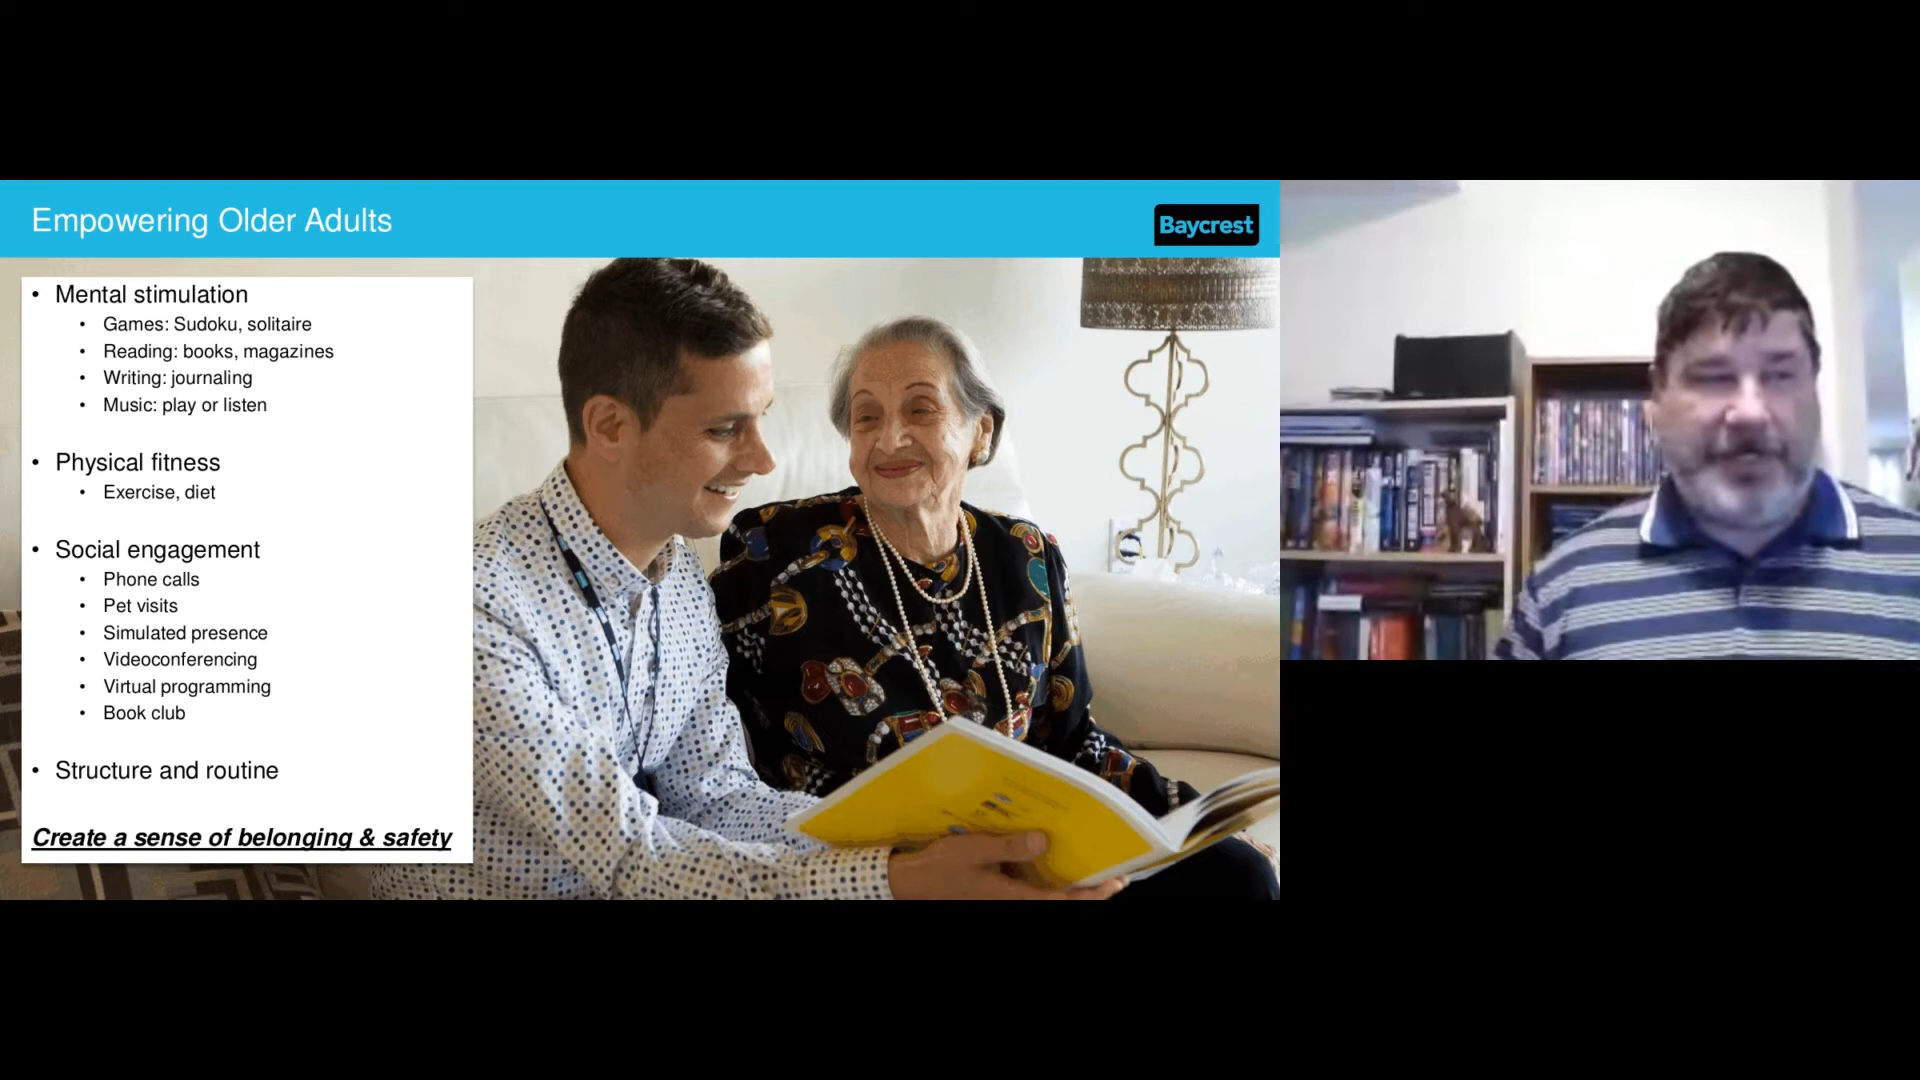 Empowering Older Adults
Baycrest
• Mental stimulation
• Games: Sudoku, solitaire
• Reading: books, magazines
• Writing: journaling
• Music: play or listen
• Physical fitness
• Exercise, diet
• Social engagement
• Phone calls
• Pet visits
• Simulated presence
• Videoconferencing
• Virtual programming
• Book club
• Structure and routine
Create a sense of belonging & safety